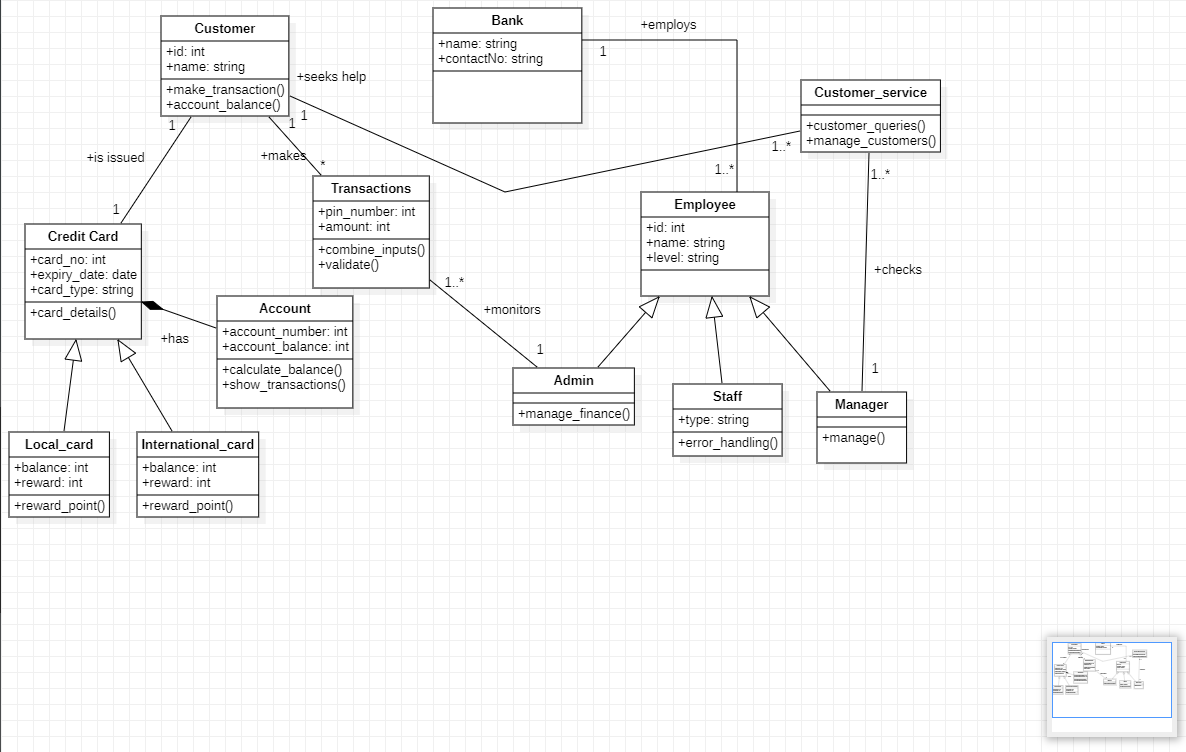 Customer
+id: int
+name: string
+make_transaction()
+account_balance()
Bank
+name: string
+contactNo: string
+employs
1
1..*
Customer_service
+customer_queries()
+manage_customers()
+seeks help
1
1..*
1
+is issued
1
1
+makes
*
Transactions
+pin_number: int
+amount: int
+combine_inputs()
+validate()
Employee
+id: int
+name: string
+level: string
1..*
+checks
1
Credit Card
+card_no: int
+expiry_date: date
+card_type: string
+card_details()
+has
Account
+account_number: int
+account_balance: int
+calculate_balance()
+show_transactions()
1..*
+monitors
1
Admin
+manage_finance()
Staff
+type: string
+error_handling()
Manager
+manage()
Local_card
+balance: int
+reward: int
+reward_point()
International_card
+balance: int
+reward: int
+reward_point()